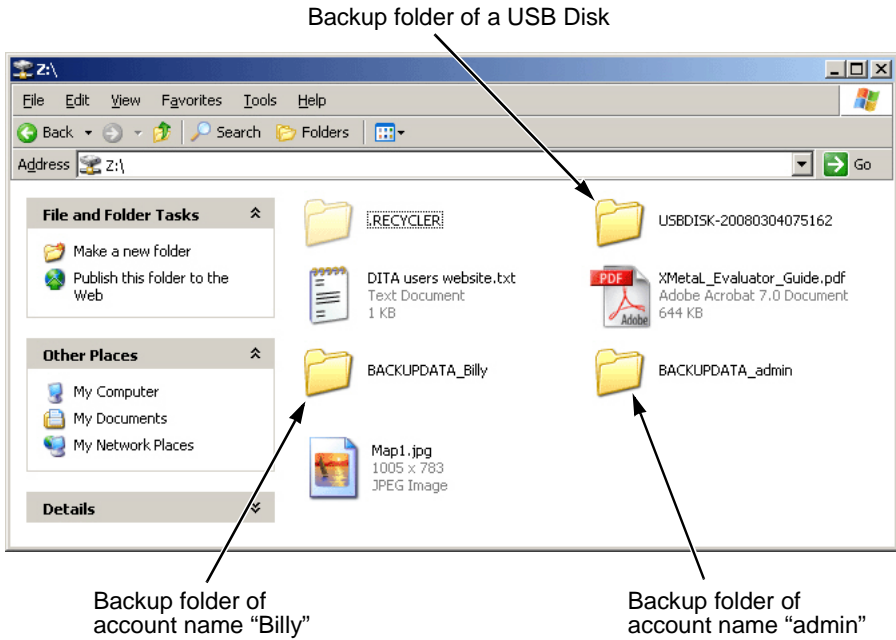 Backup folder of a USB Disk
Z:\
File Edit View Favorites Tools Help
Back Search Folders
Address Z:\ Go
File and Folder Tasks
Make a new folder
Publish this folder to the
Web
Other Places
My Computer
My Documents
My Network Places
Details
.RECYCLER
USBDISK-20080304075162
DITA users website.txt
Text Document
1 KB
PDF
Adobe
XMetaL_Evaluator_Guide.pdf
Adobe Acrobat 7.0 Document
644 KB
BACKUPDATA_Billy
BACKUPDATA_admin
Map1.jpg
1005 x 783
JPEG Image
Backup folder of
account name “Billy”
Backup folder of
account name “admin”